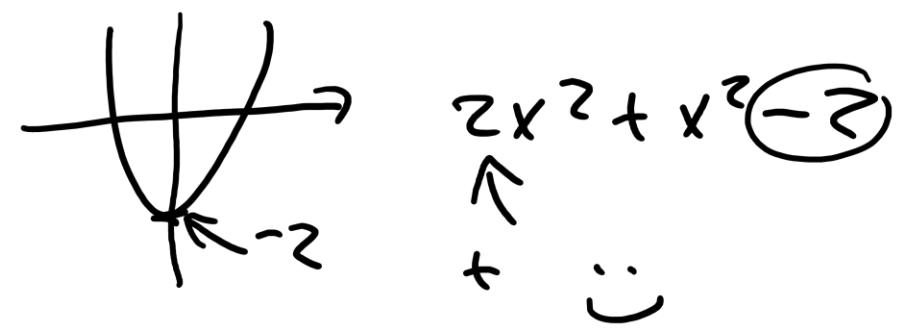 2x² + x² - 2
-2
+